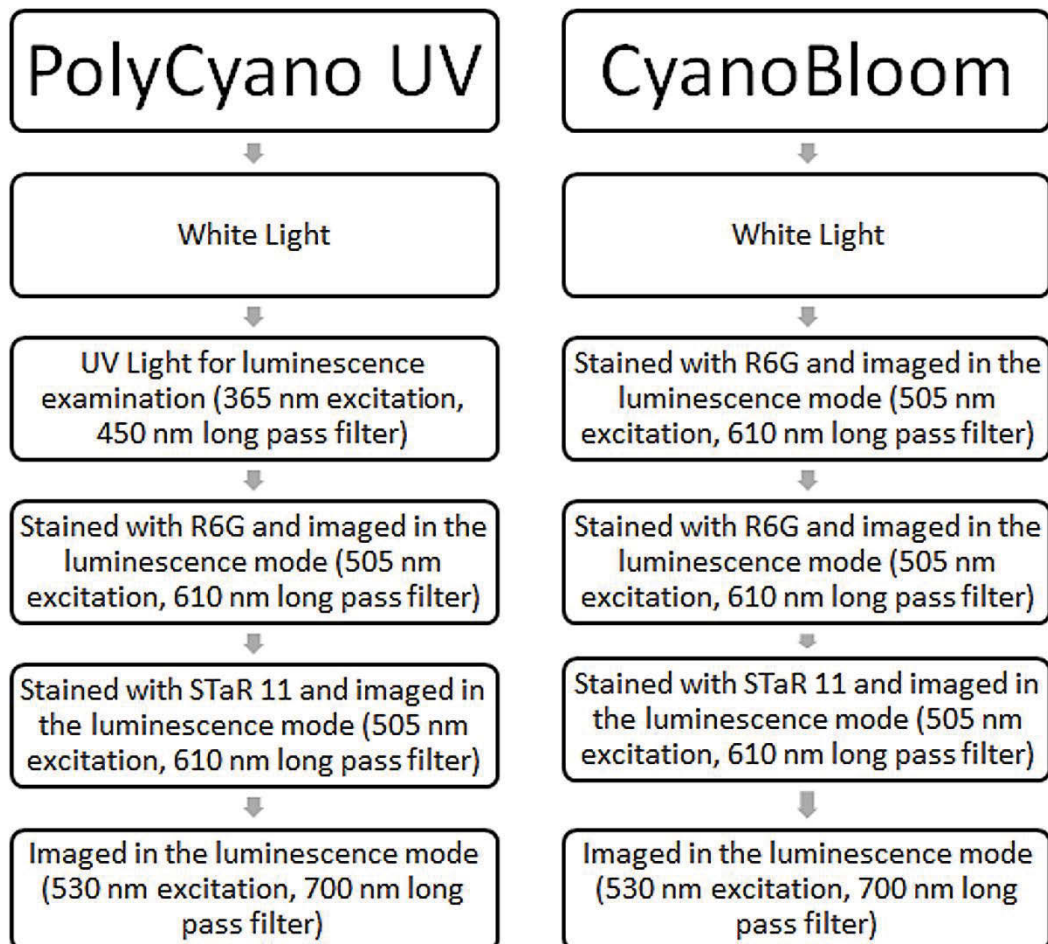 PolyCyano UV
White Light
UV Light for luminescence
examination (365 nm excitation,
450 nm long pass filter)
Stained with R6G and imaged in the
luminescence mode (505 nm
excitation, 610 nm long pass filter)
Stained with STaR 11 and imaged in
the luminescence mode (505 nm
excitation, 610 nm long pass filter)
Imaged in the luminescence mode
(530 nm excitation, 700 nm long
pass filter)
CyanoBloom
White Light
Stained with R6G and imaged in the
luminescence mode (505 nm
excitation, 610 nm long pass filter)
Stained with R6G and imaged in the
luminescence mode (505 nm
excitation, 610 nm long pass filter)
Stained with STaR 11 and imaged in
the luminescence mode (505 nm
excitation, 610 nm long pass filter)
Imaged in the luminescence mode
(530 nm excitation, 700 nm long
pass filter)